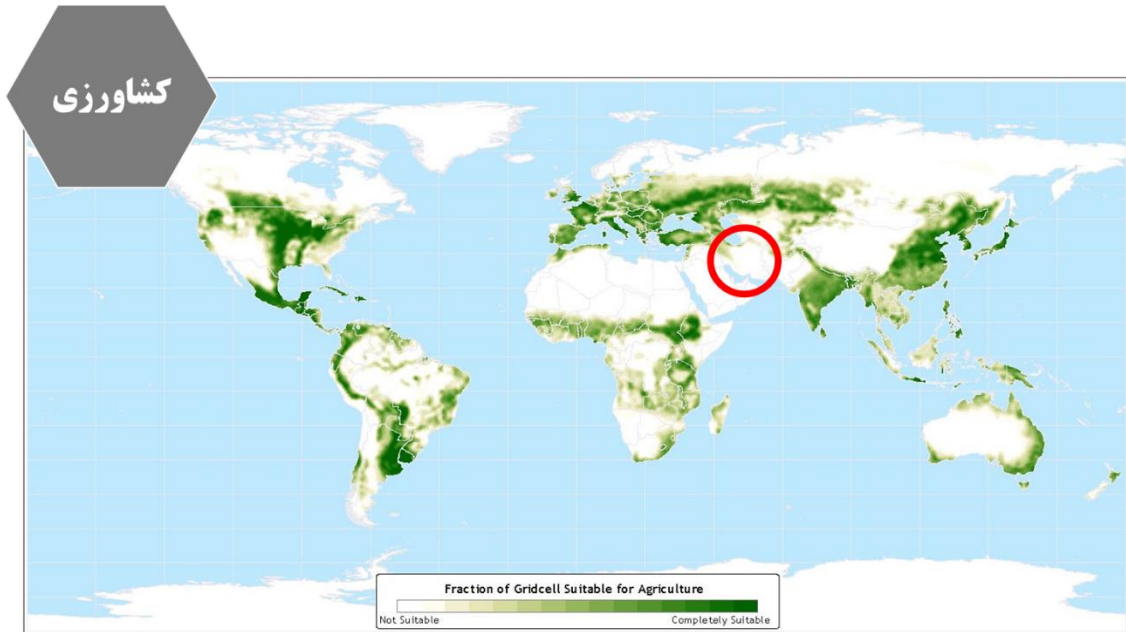 کشاورزی
Fraction of Gridcell Suitable for Agriculture
Not Suitable
Completely Suitable